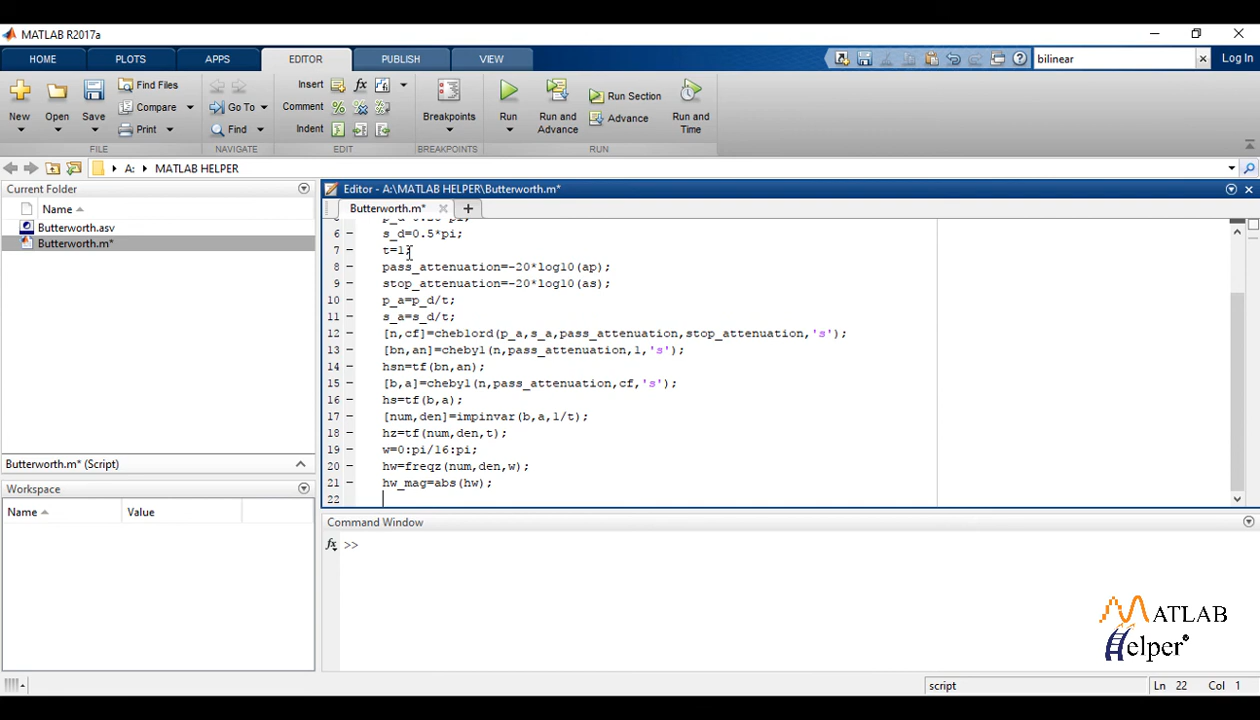 MATLAB R2017a
HOME PLOTS APPS EDITOR PUBLISH VIEW bilinear Log In
New Open Save Find Files Compare Print
Go To Find
Insert Comment Indent
Breakpoints Run Run and Advance Run Section Advance Run and Time
FILE NAVIGATE EDIT BREAKPOINTS RUN
A: MATLAB HELPER
Current Folder
Name
Butterworth.asv
Butterworth.m*
Butterworth.m* (Script)
Workspace
Name Value
Editor - A:\MATLAB HELPER\Butterworth.m*
Butterworth.m*
6 s_d=0.5*pi;
7 t=1;
8 pass_attenuation=-20*log10(ap);
9 stop_attenuation=-20*log10(as);
10 p_a=p_d/t;
11 s_a=s_d/t;
12 [n,cf]=cheb1ord(p_a,s_a,pass_attenuation,stop_attenuation,'s');
13 [bn,an]=cheby1(n,pass_attenuation,1,'s');
14 hsn=tf(bn,an);
15 [b,a]=cheby1(n,pass_attenuation,cf,'s');
16 hs=tf(b,a);
17 [num,den]=impinvar(b,a,1/t);
18 hz=tf(num,den,t);
19 w=0:pi/16:pi;
20 hw=freqz(num,den,w);
21 hw_mag=abs(hw);
22
Command Window
fx >>
MATLAB
Helper®
script Ln 22 Col 1